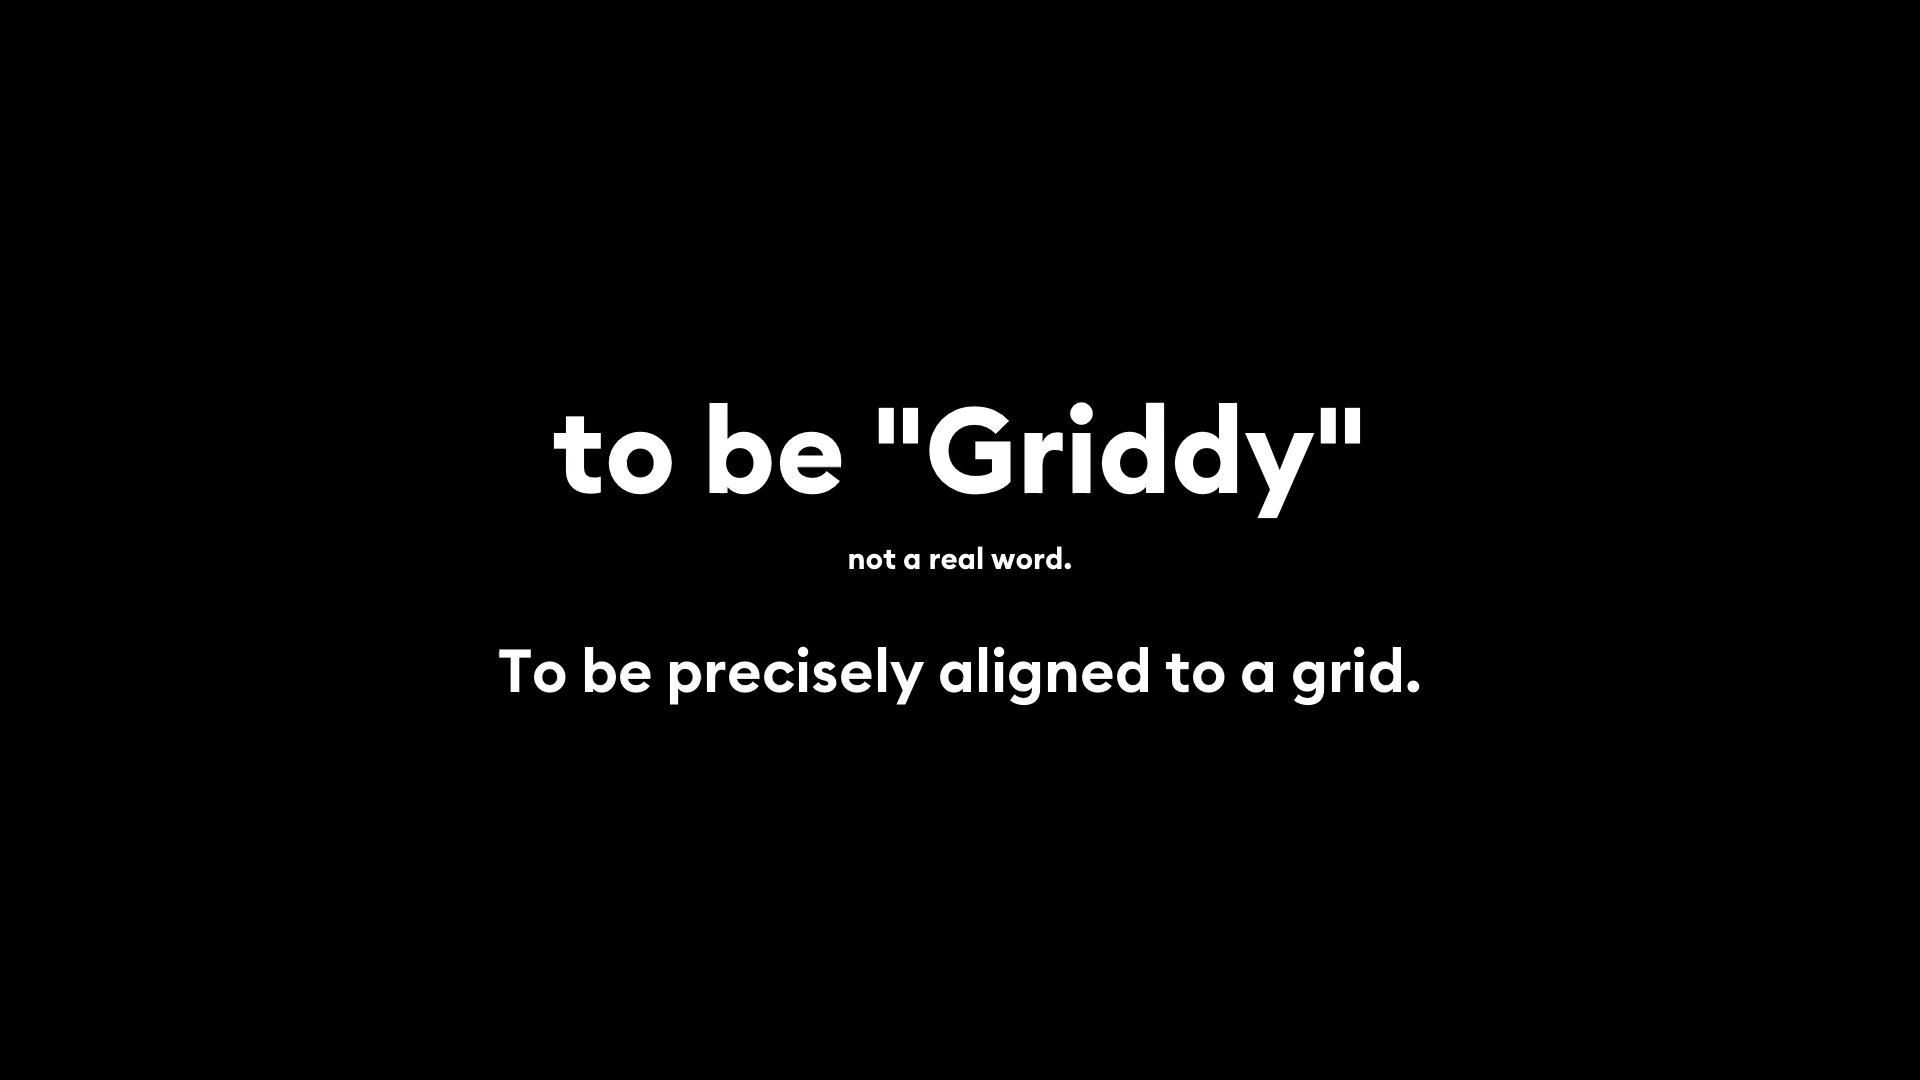 to be "Griddy"
not a real word.
To be precisely aligned to a grid.